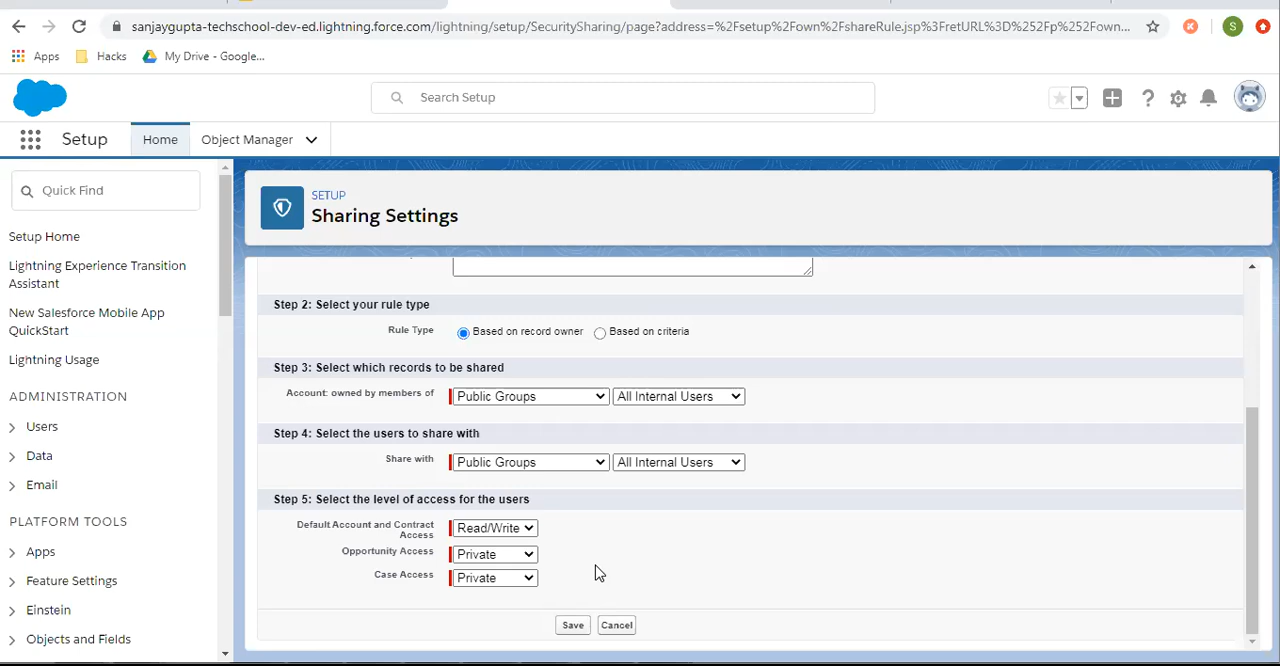 sanjaygupta-techschool-dev-ed.lightning.force.com/lightning/setup/SecuritySharing/page?address=%2Fsetup%2Fown%2FshareRule.jsp%3FretURL%3D%252Fp%252Fown...
S
Apps
Hacks
My Drive - Google...
Search Setup
Setup
Home
Object Manager
Quick Find
SETUP
Sharing Settings
Setup Home
Lightning Experience Transition
Assistant
New Salesforce Mobile App
QuickStart
Lightning Usage
ADMINISTRATION
Users
Data
Email
PLATFORM TOOLS
Apps
Feature Settings
Einstein
Objects and Fields
Step 2: Select your rule type
Rule Type Based on record owner Based on criteria
Step 3: Select which records to be shared
Account: owned by members of Public Groups All Internal Users
Step 4: Select the users to share with
Share with Public Groups All Internal Users
Step 5: Select the level of access for the users
Default Account and Contract
Access Read/Write
Opportunity Access Private
Case Access Private
Save Cancel